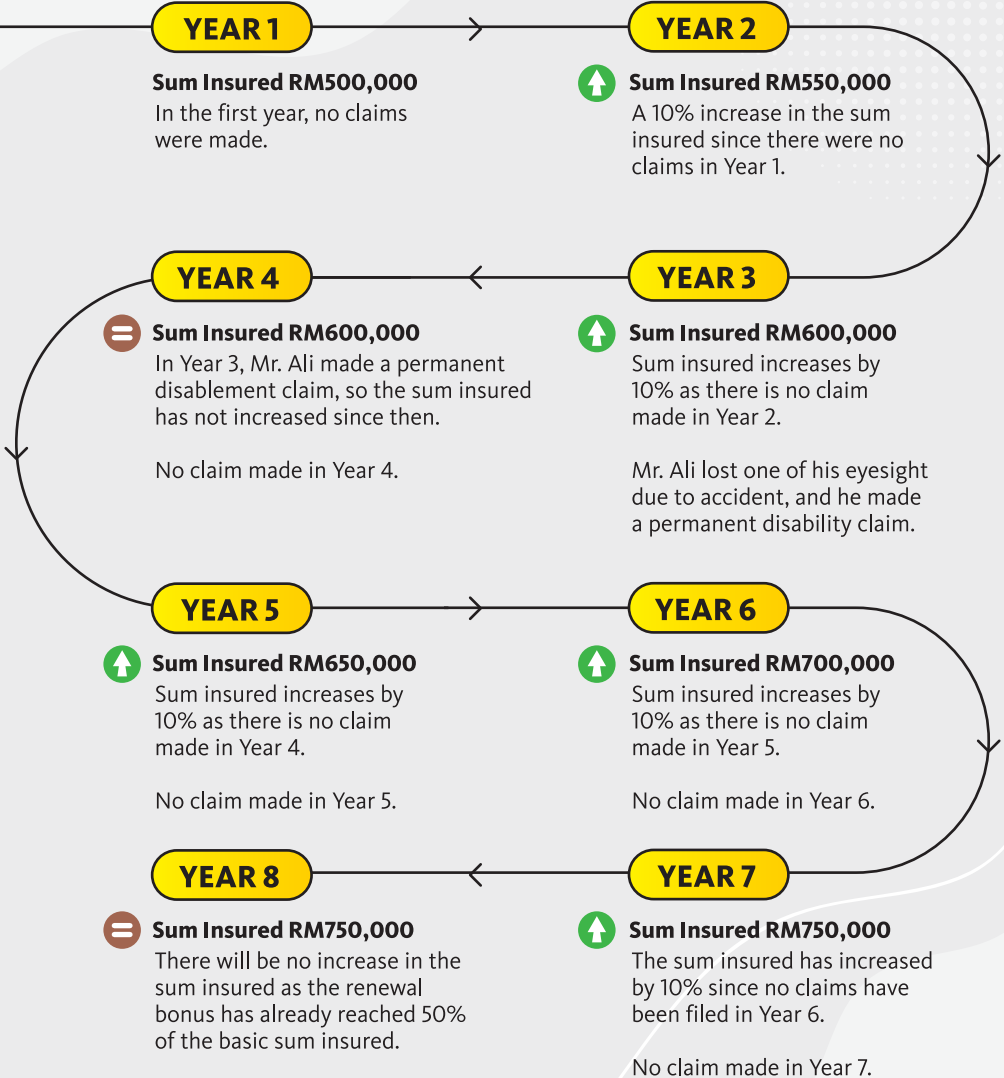 YEAR 1
Sum Insured RM500,000
In the first year, no claims
were made.
YEAR 2
Sum Insured RM550,000
A 10% increase in the sum
insured since there were no
claims in Year 1.
YEAR 3
Sum Insured RM600,000
Sum insured increases by
10% as there is no claim
made in Year 2.
Mr. Ali lost one of his eyesight
due to accident, and he made
a permanent disability claim.
YEAR 4
Sum Insured RM600,000
In Year 3, Mr. Ali made a permanent
disablement claim, so the sum insured
has not increased since then.
No claim made in Year 4.
YEAR 5
Sum Insured RM650,000
Sum insured increases by
10% as there is no claim
made in Year 4.
No claim made in Year 5.
YEAR 6
Sum Insured RM700,000
Sum insured increases by
10% as there is no claim
made in Year 5.
No claim made in Year 6.
YEAR 7
Sum Insured RM750,000
The sum insured has increased
by 10% since no claims have
been filed in Year 6.
No claim made in Year 7.
YEAR 8
Sum Insured RM750,000
There will be no increase in the
sum insured as the renewal
bonus has already reached 50%
of the basic sum insured.